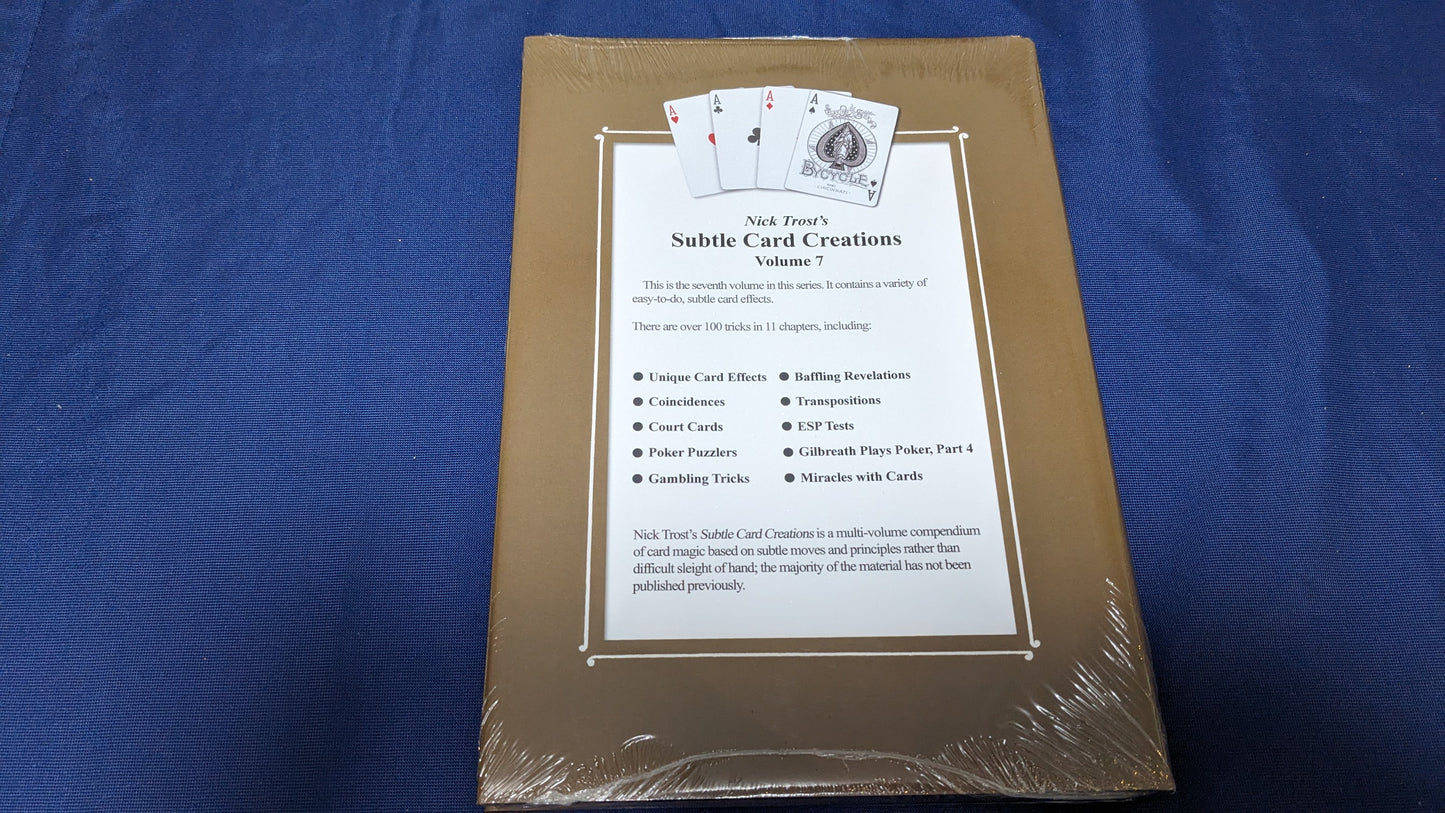 A
A
A
A
BYCYCLE
CINCINNATI
A
Nick Trost's
Subtle Card Creations
Volume 7
This is the seventh volume in this series. It contains a variety of
easy-to-do, subtle card effects.
There are over 100 tricks in 11 chapters, including:
● Unique Card Effects ● Baffling Revelations
● Coincidences ● Transpositions
● Court Cards ● ESP Tests
● Poker Puzzlers ● Gilbreath Plays Poker, Part 4
● Gambling Tricks ● Miracles with Cards
Nick Trost's Subtle Card Creations is a multi-volume compendium
of card magic based on subtle moves and principles rather than
difficult sleight of hand; the majority of the material has not been
published previously.